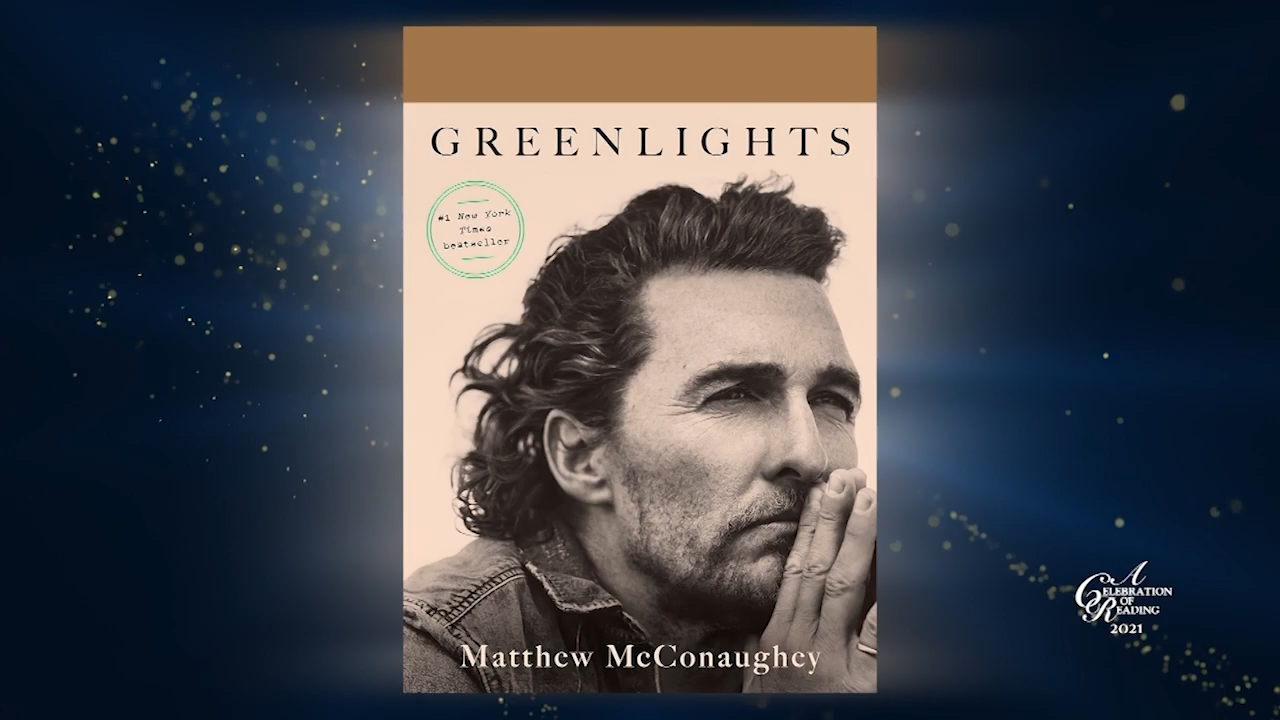 GREENLIGHTS
#1 New York
Times
bestseller
Matthew McConaughey
A
CELEBRATION
OF
READING
2021